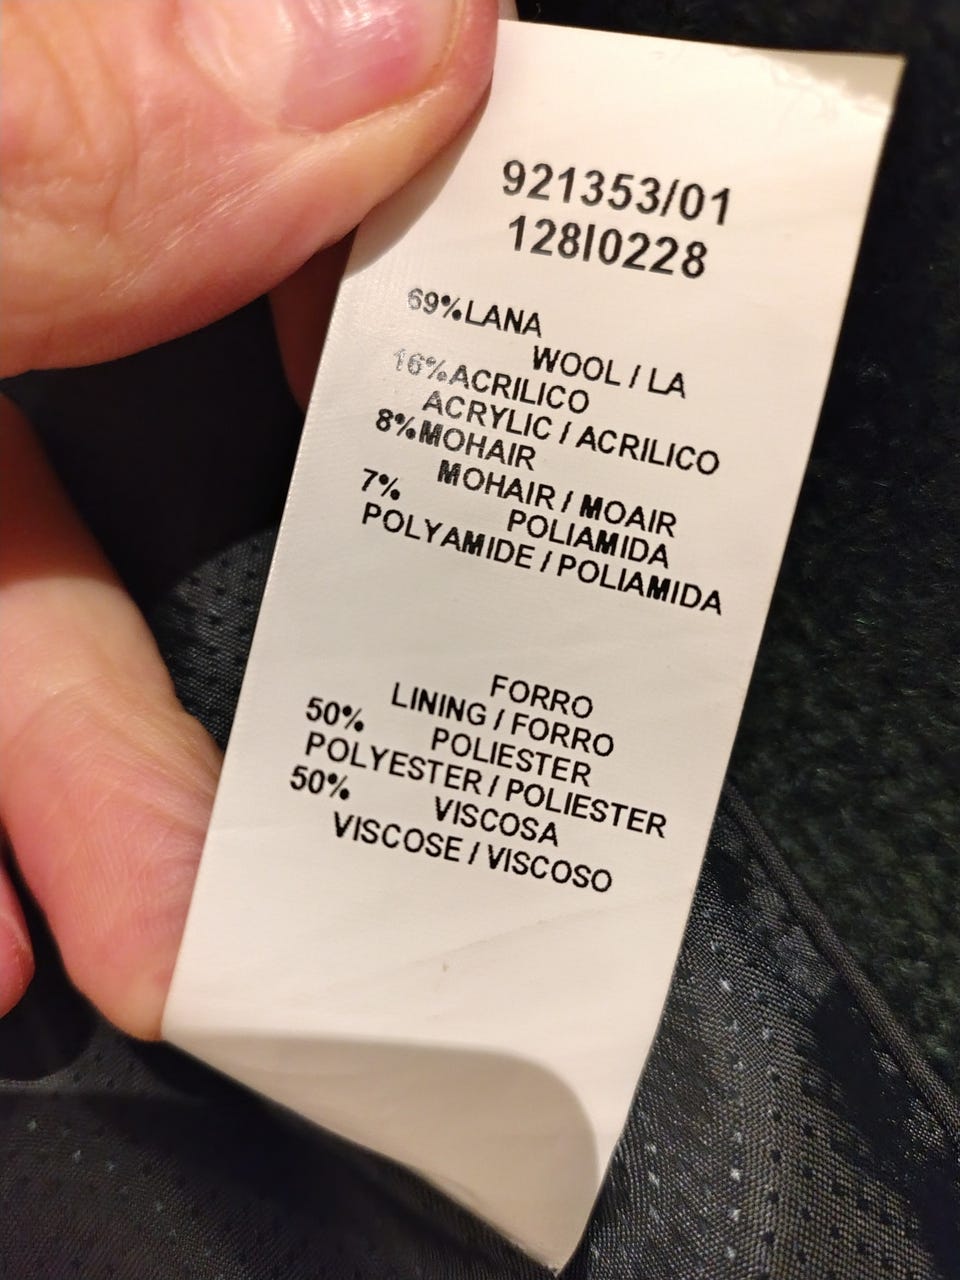 921353/01
128I0228
69%LANA
WOOL / LA
16%ACRILICO
ACRYLIC / ACRILICO
8%MOHAIR
MOHAIR / MOAIR
7% POLIAMIDA
POLYAMIDE / POLIAMIDA
FORRO
LINING / FORRO
50% POLIESTER
POLYESTER / POLIESTER
50% VISCOSA
VISCOSE / VISCOSO